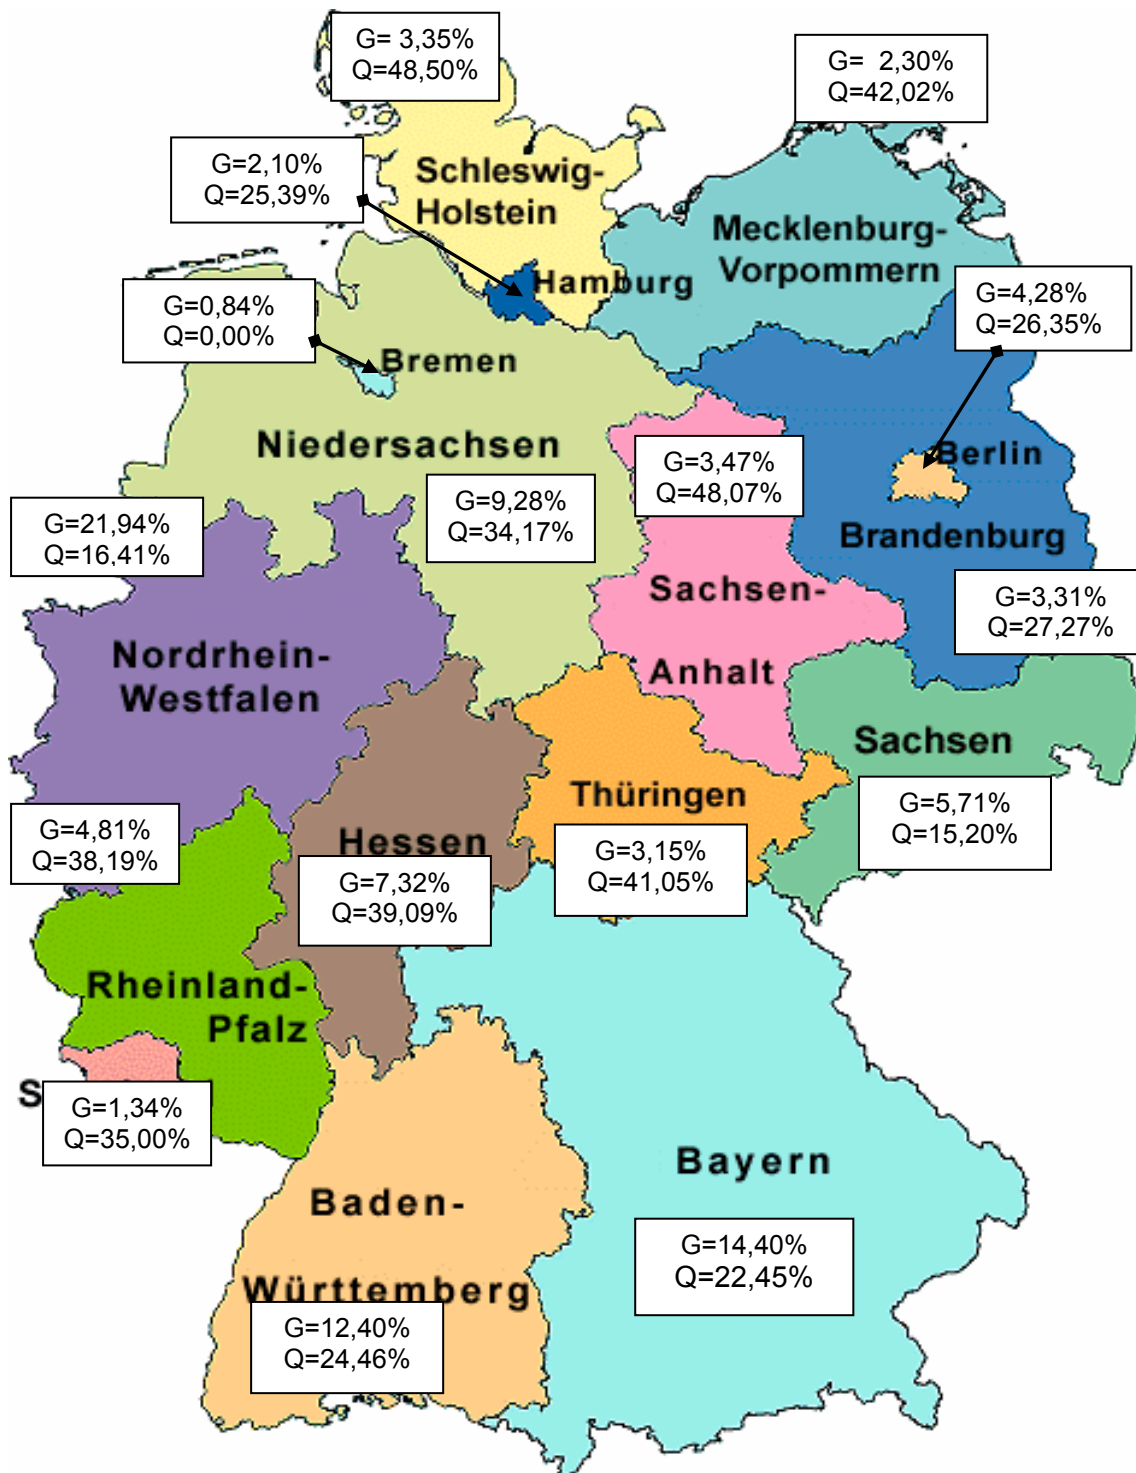 G= 3,35%
Q=48,50%
G= 2,30%
Q=42,02%
G=2,10%
Q=25,39%
Schleswig-
Holstein
Mecklenburg-
Vorpommern
Hamburg
G=0,84%
Q=0,00%
G=4,28%
Q=26,35%
Bremen
Niedersachsen
G=3,47%
Q=48,07%
Berlin
G=21,94%
Q=16,41%
G=9,28%
Q=34,17%
Brandenburg
Sachsen-
Anhalt
G=3,31%
Q=27,27%
Nordrhein-
Westfalen
Sachsen
Thüringen
G=5,71%
Q=15,20%
G=4,81%
Q=38,19%
Hessen
G=7,32%
Q=39,09%
G=3,15%
Q=41,05%
Rheinland-
Pfalz
S
G=1,34%
Q=35,00%
Bayern
G=14,40%
Q=22,45%
Baden-
Württemberg
G=12,40%
Q=24,46%